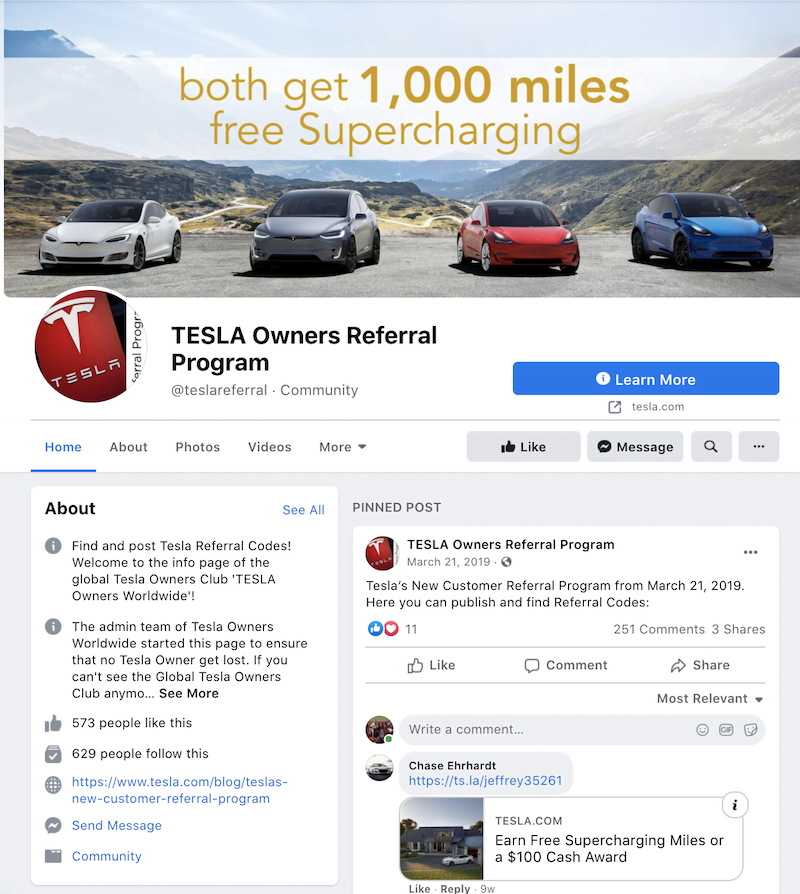 both get 1,000 miles
free Supercharging
TESLA
erral Progr
TESLA Owners Referral
Program
@teslareferral · Community
Learn More
tesla.com
Home
About
Photos
Videos
More
Like
Message
About
See All
Find and post Tesla Referral Codes!
Welcome to the info page of the
global Tesla Owners Club 'TESLA
Owners Worldwide'!
The admin team of Tesla Owners
Worldwide started this page to ensure
that no Tesla Owner get lost. If you
can't see the Global Tesla Owners
Club anymo... See More
573 people like this
629 people follow this
https://www.tesla.com/blog/teslas-
new-customer-referral-program
Send Message
Community
PINNED POST
TESLA Owners Referral Program
March 21, 2019 ·
Tesla's New Customer Referral Program from March 21, 2019.
Here you can publish and find Referral Codes:
11
251 Comments 3 Shares
Like
Comment
Share
Most Relevant
Write a comment...
GIF
Chase Ehrhardt
https://ts.la/jeffrey35261
TESLA.COM
Earn Free Supercharging Miles or
a $100 Cash Award
Like · Reply · 9w